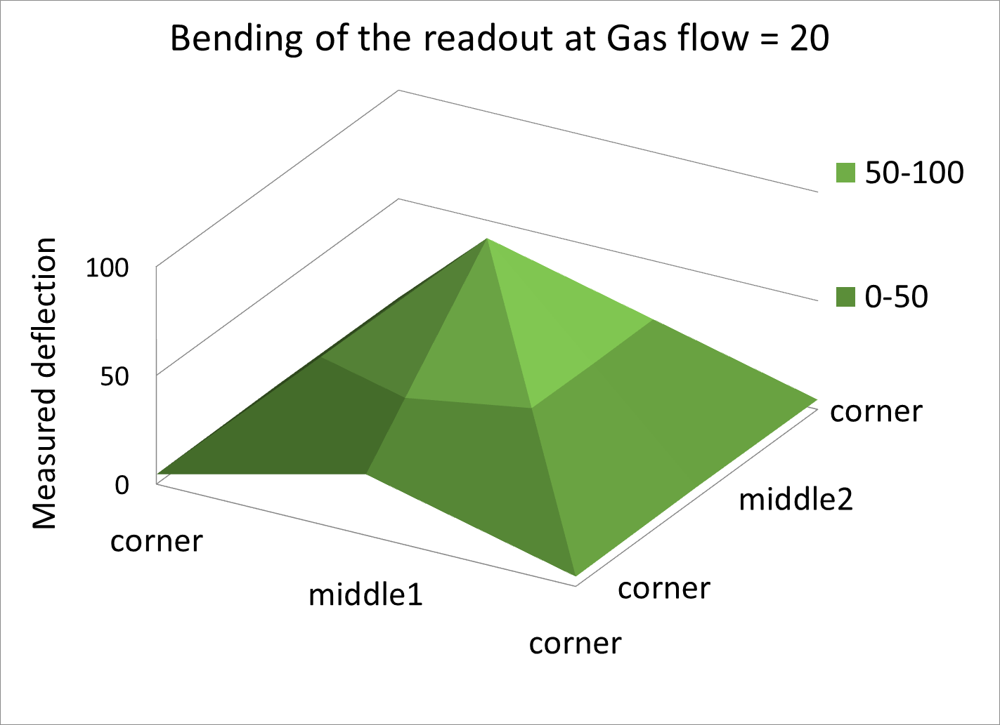 Bending of the readout at Gas flow = 20
50-100
0-50
Measured deflection
100
50
0
corner
middle1
corner
corner
middle2
corner